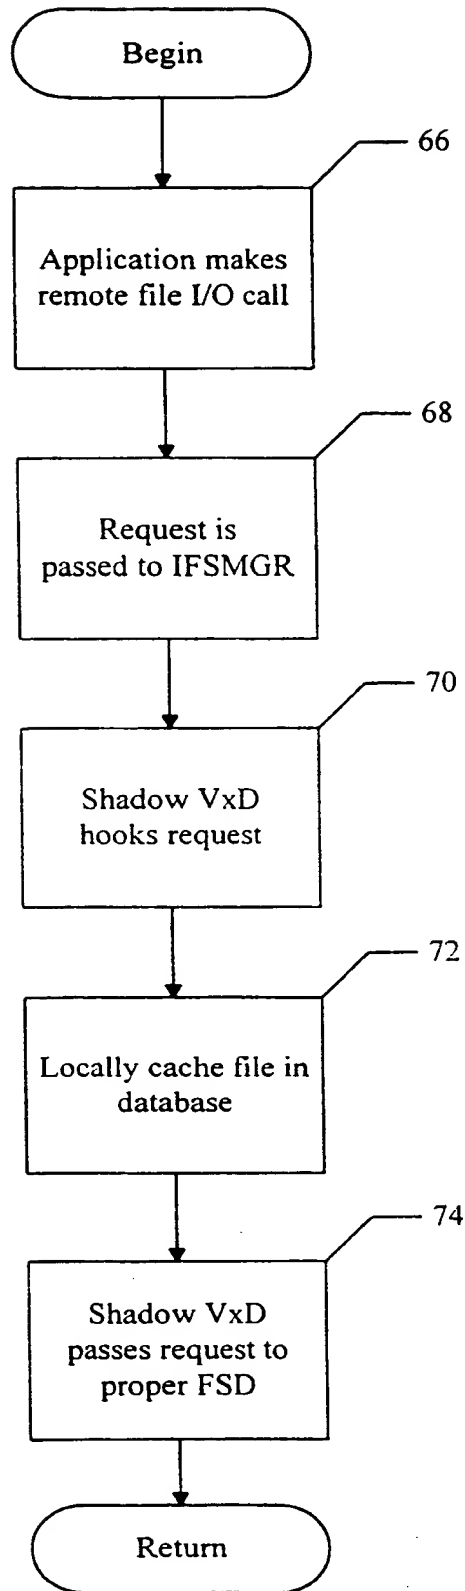 Begin
66
Application makes
remote file I/O call
68
Request is
passed to IFSMGR
70
Shadow VxD
hooks request
72
Locally cache file in
database
74
Shadow VxD
passes request to
proper FSD
Return